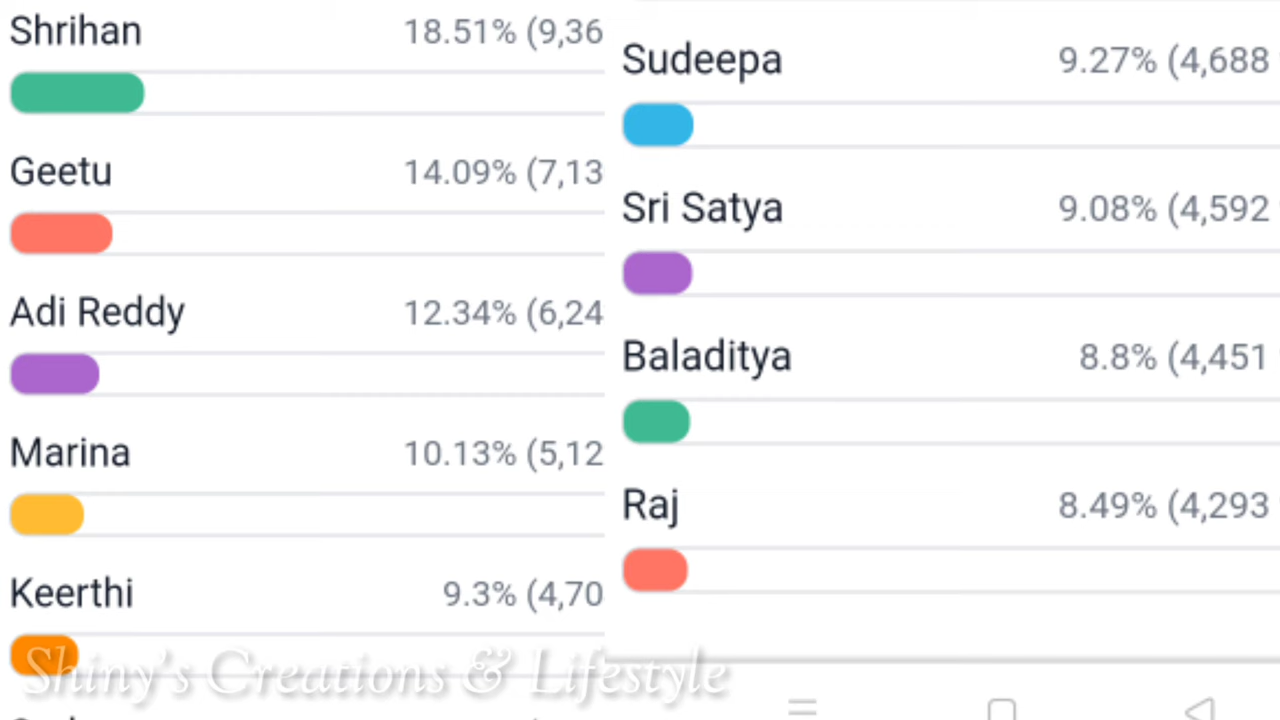 Shrihan 18.51% (9,36
Geetu 14.09% (7,13
Adi Reddy 12.34% (6,24
Marina 10.13% (5,12
Keerthi 9.3% (4,70
Sudeepa 9.27% (4,688
Sri Satya 9.08% (4,592
Baladitya 8.8% (4,451
Raj 8.49% (4,293
Shiny's Creations & Lifestyle